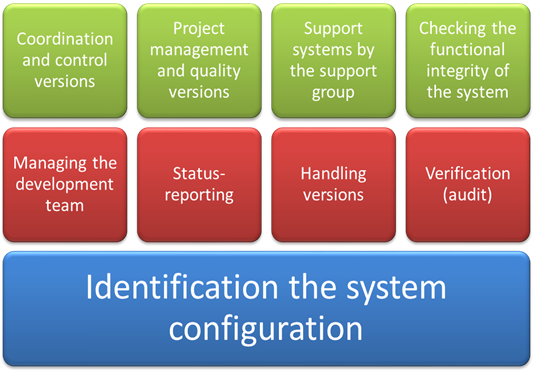 Coordination
and control
versions
Project
management
and quality
versions
Support
systems by
the support
group
Checking the
functional
integrity of
the system
Managing the
development
team
Status-
reporting
Handling
versions
Verification
(audit)
Identification the system
configuration